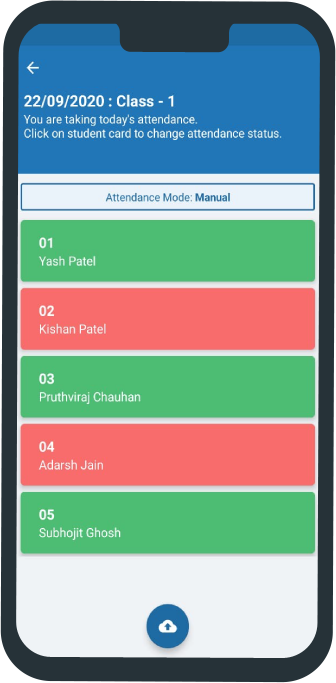 22/09/2020 : Class - 1
You are taking today's attendance.
Click on student card to change attendance status.
Attendance Mode: Manual
01
Yash Patel
02
Kishan Patel
03
Pruthviraj Chauhan
04
Adarsh Jain
05
Subhojit Ghosh